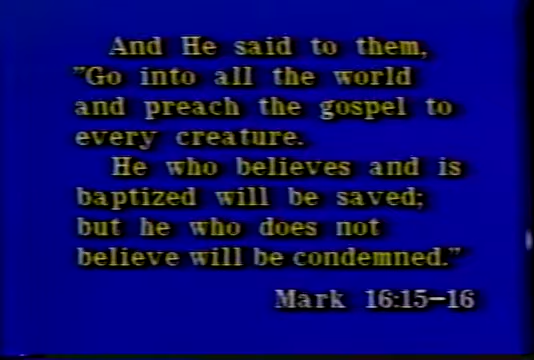 And He said to them,
"Go into all the world
and preach the gospel to
every creature.
He who believes and is
baptized will be saved;
but he who does not
believe will be condemned."
Mark 16:15-16